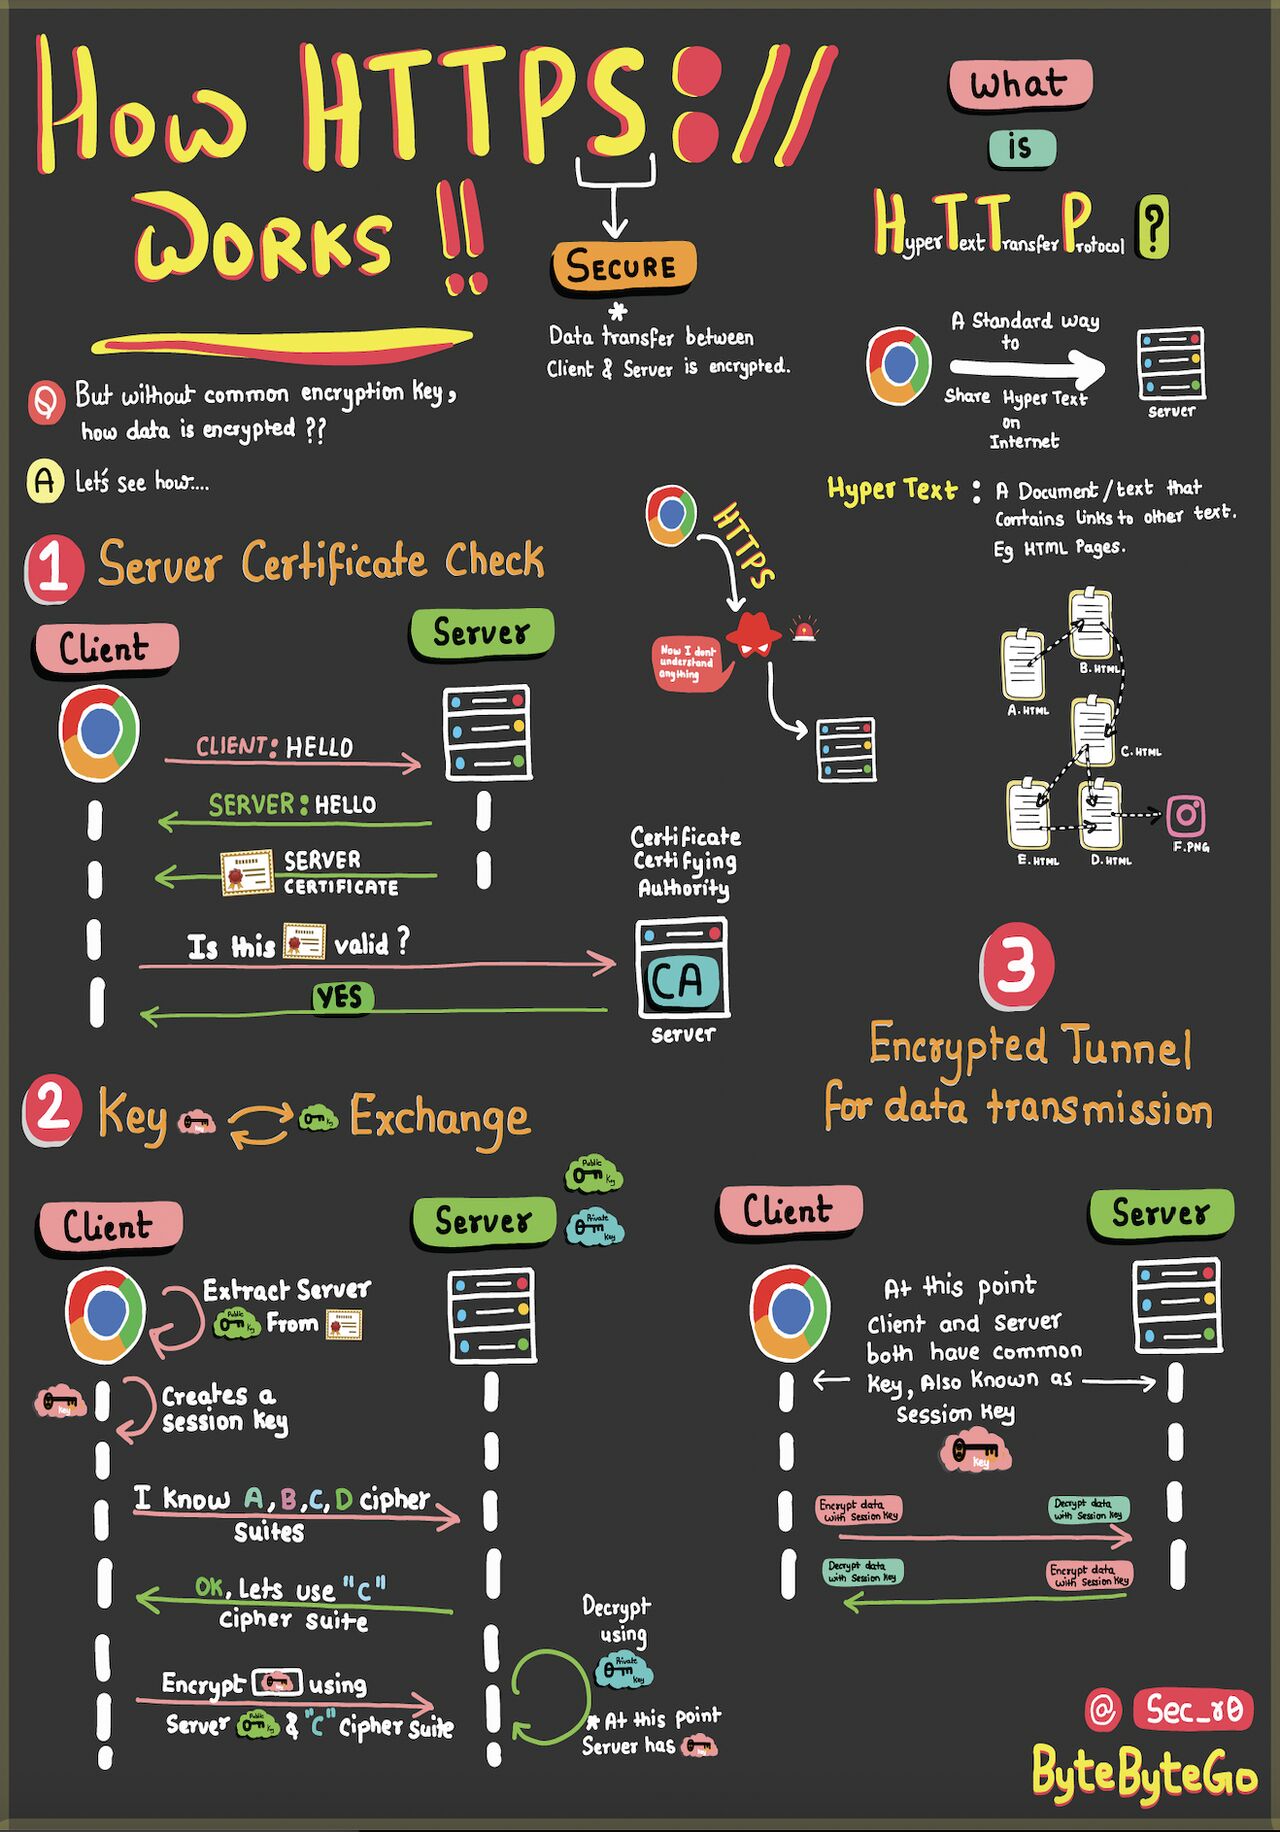 How HTTPS://
WORKS !!
SECURE
*
Data transfer between
Client & Server is encrypted.
Q But without common encryption key,
how data is encrypted ??
A Let's see how....
What
is
HyperText Transfer Protocol ?
A Standard way
to
Share Hyper Text
on
Internet
server
Hyper Text : A Document/text that
Contains links to other text.
Eg HTML Pages.
A.HTML
B.HTML
C.HTML
E.HTML
D.HTML
F.PNG
HTTPS
Now I dont
understand
anything
1 Server Certificate Check
Client
Server
CLIENT: HELLO
SERVER: HELLO
SERVER
CERTIFICATE
Is this valid ?
YES
Certificate
Certifying
Authority
CA
server
2 Key Key Key Exchange
Client
Server
Public
Key
Private
Key
Extract Server
Public Key From
Key
Creates a
session key
I know A, B, C, D cipher
suites
OK, Lets use "C"
cipher suite
Encrypt Key using
Server Public Key & "C" Cipher suite
Decrypt
using
Private
Key
* At this point
Server has Key
3
Encrypted Tunnel
for data transmission
Client
Server
At this point
Client and server
both have common
key, Also known as
session key
Key
Encrypt data
with Session Key
Decrypt data
with Session Key
Decrypt data
with Session Key
Encrypt data
with Session Key
@ Sec_r0
ByteByteGo